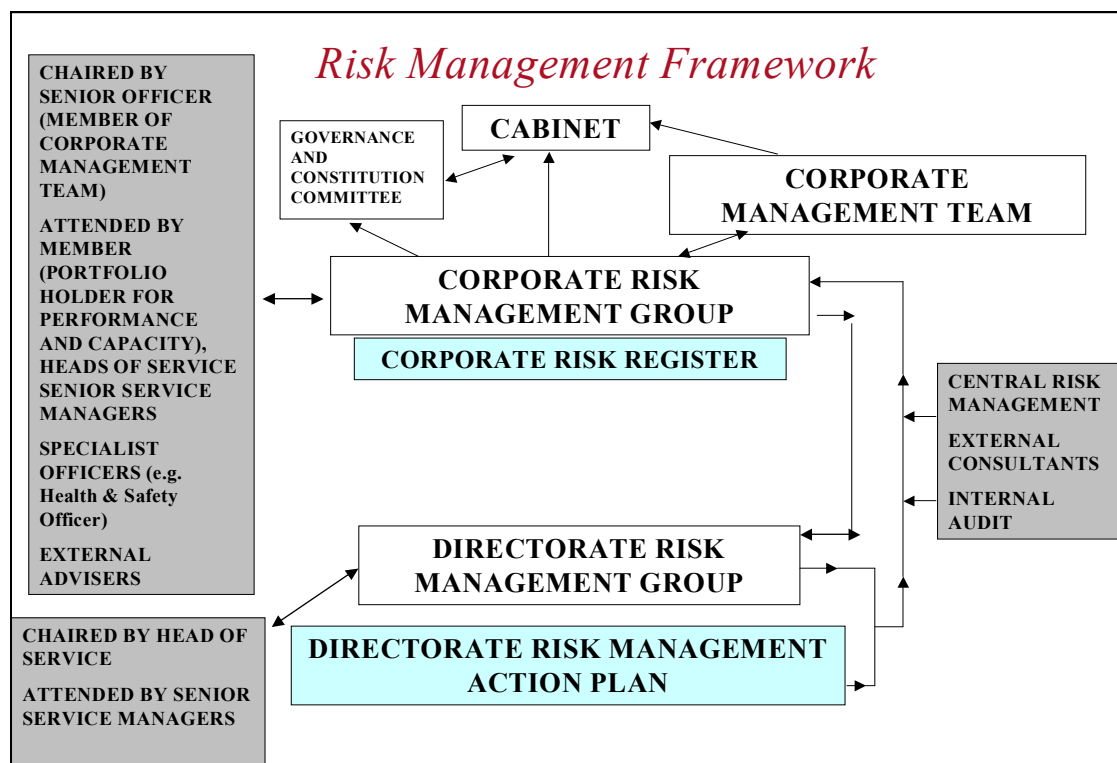 Risk Management Framework
CHAIRED BY
SENIOR OFFICER
(MEMBER OF
CORPORATE
MANAGEMENT
TEAM)
ATTENDED BY
MEMBER
(PORTFOLIO
HOLDER FOR
PERFORMANCE
AND CAPACITY),
HEADS OF SERVICE
SENIOR SERVICE
MANAGERS
SPECIALIST
OFFICERS (e.g.
Health & Safety
Officer)
EXTERNAL
ADVISERS
CABINET
GOVERNANCE
AND
CONSTITUTION
COMMITTEE
CORPORATE
MANAGEMENT TEAM
CORPORATE RISK
MANAGEMENT GROUP
CORPORATE RISK REGISTER
CENTRAL RISK
MANAGEMENT
EXTERNAL
CONSULTANTS
INTERNAL
AUDIT
DIRECTORATE RISK
MANAGEMENT GROUP
DIRECTORATE RISK MANAGEMENT
ACTION PLAN
CHAIRED BY HEAD OF
SERVICE
ATTENDED BY SENIOR
SERVICE MANAGERS